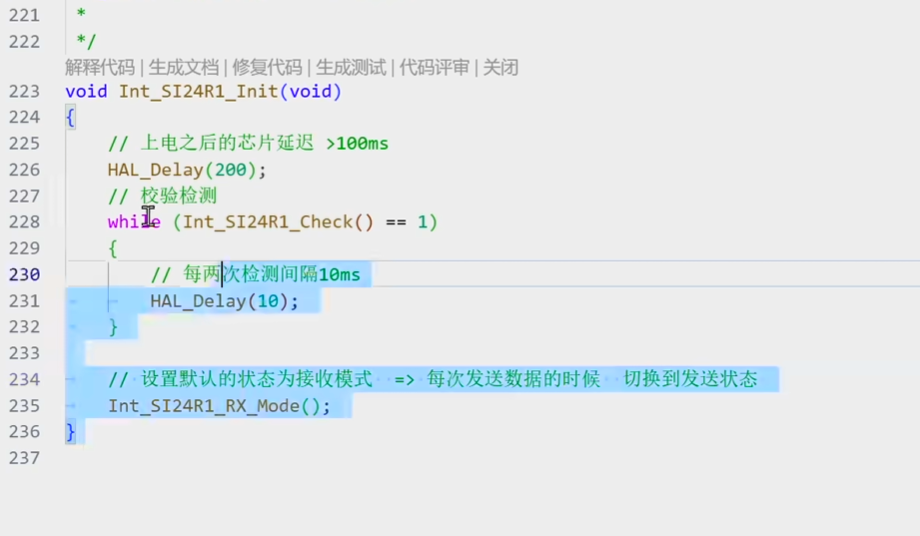 221 *
222 */
解释代码 | 生成文档 | 修复代码 | 生成测试 | 代码评审 | 关闭
223 void Int_SI24R1_Init(void)
224 {
225 // 上电之后的芯片延迟 >100ms
226 HAL_Delay(200);
227 // 校验检测
228 while (Int_SI24R1_Check() == 1)
229 {
230 // 每两次检测间隔10ms
231 HAL_Delay(10);
232 }
233
234 // 设置默认的状态为接收模式 => 每次发送数据的时候 切换到发送状态
235 Int_SI24R1_RX_Mode();
236 }
237